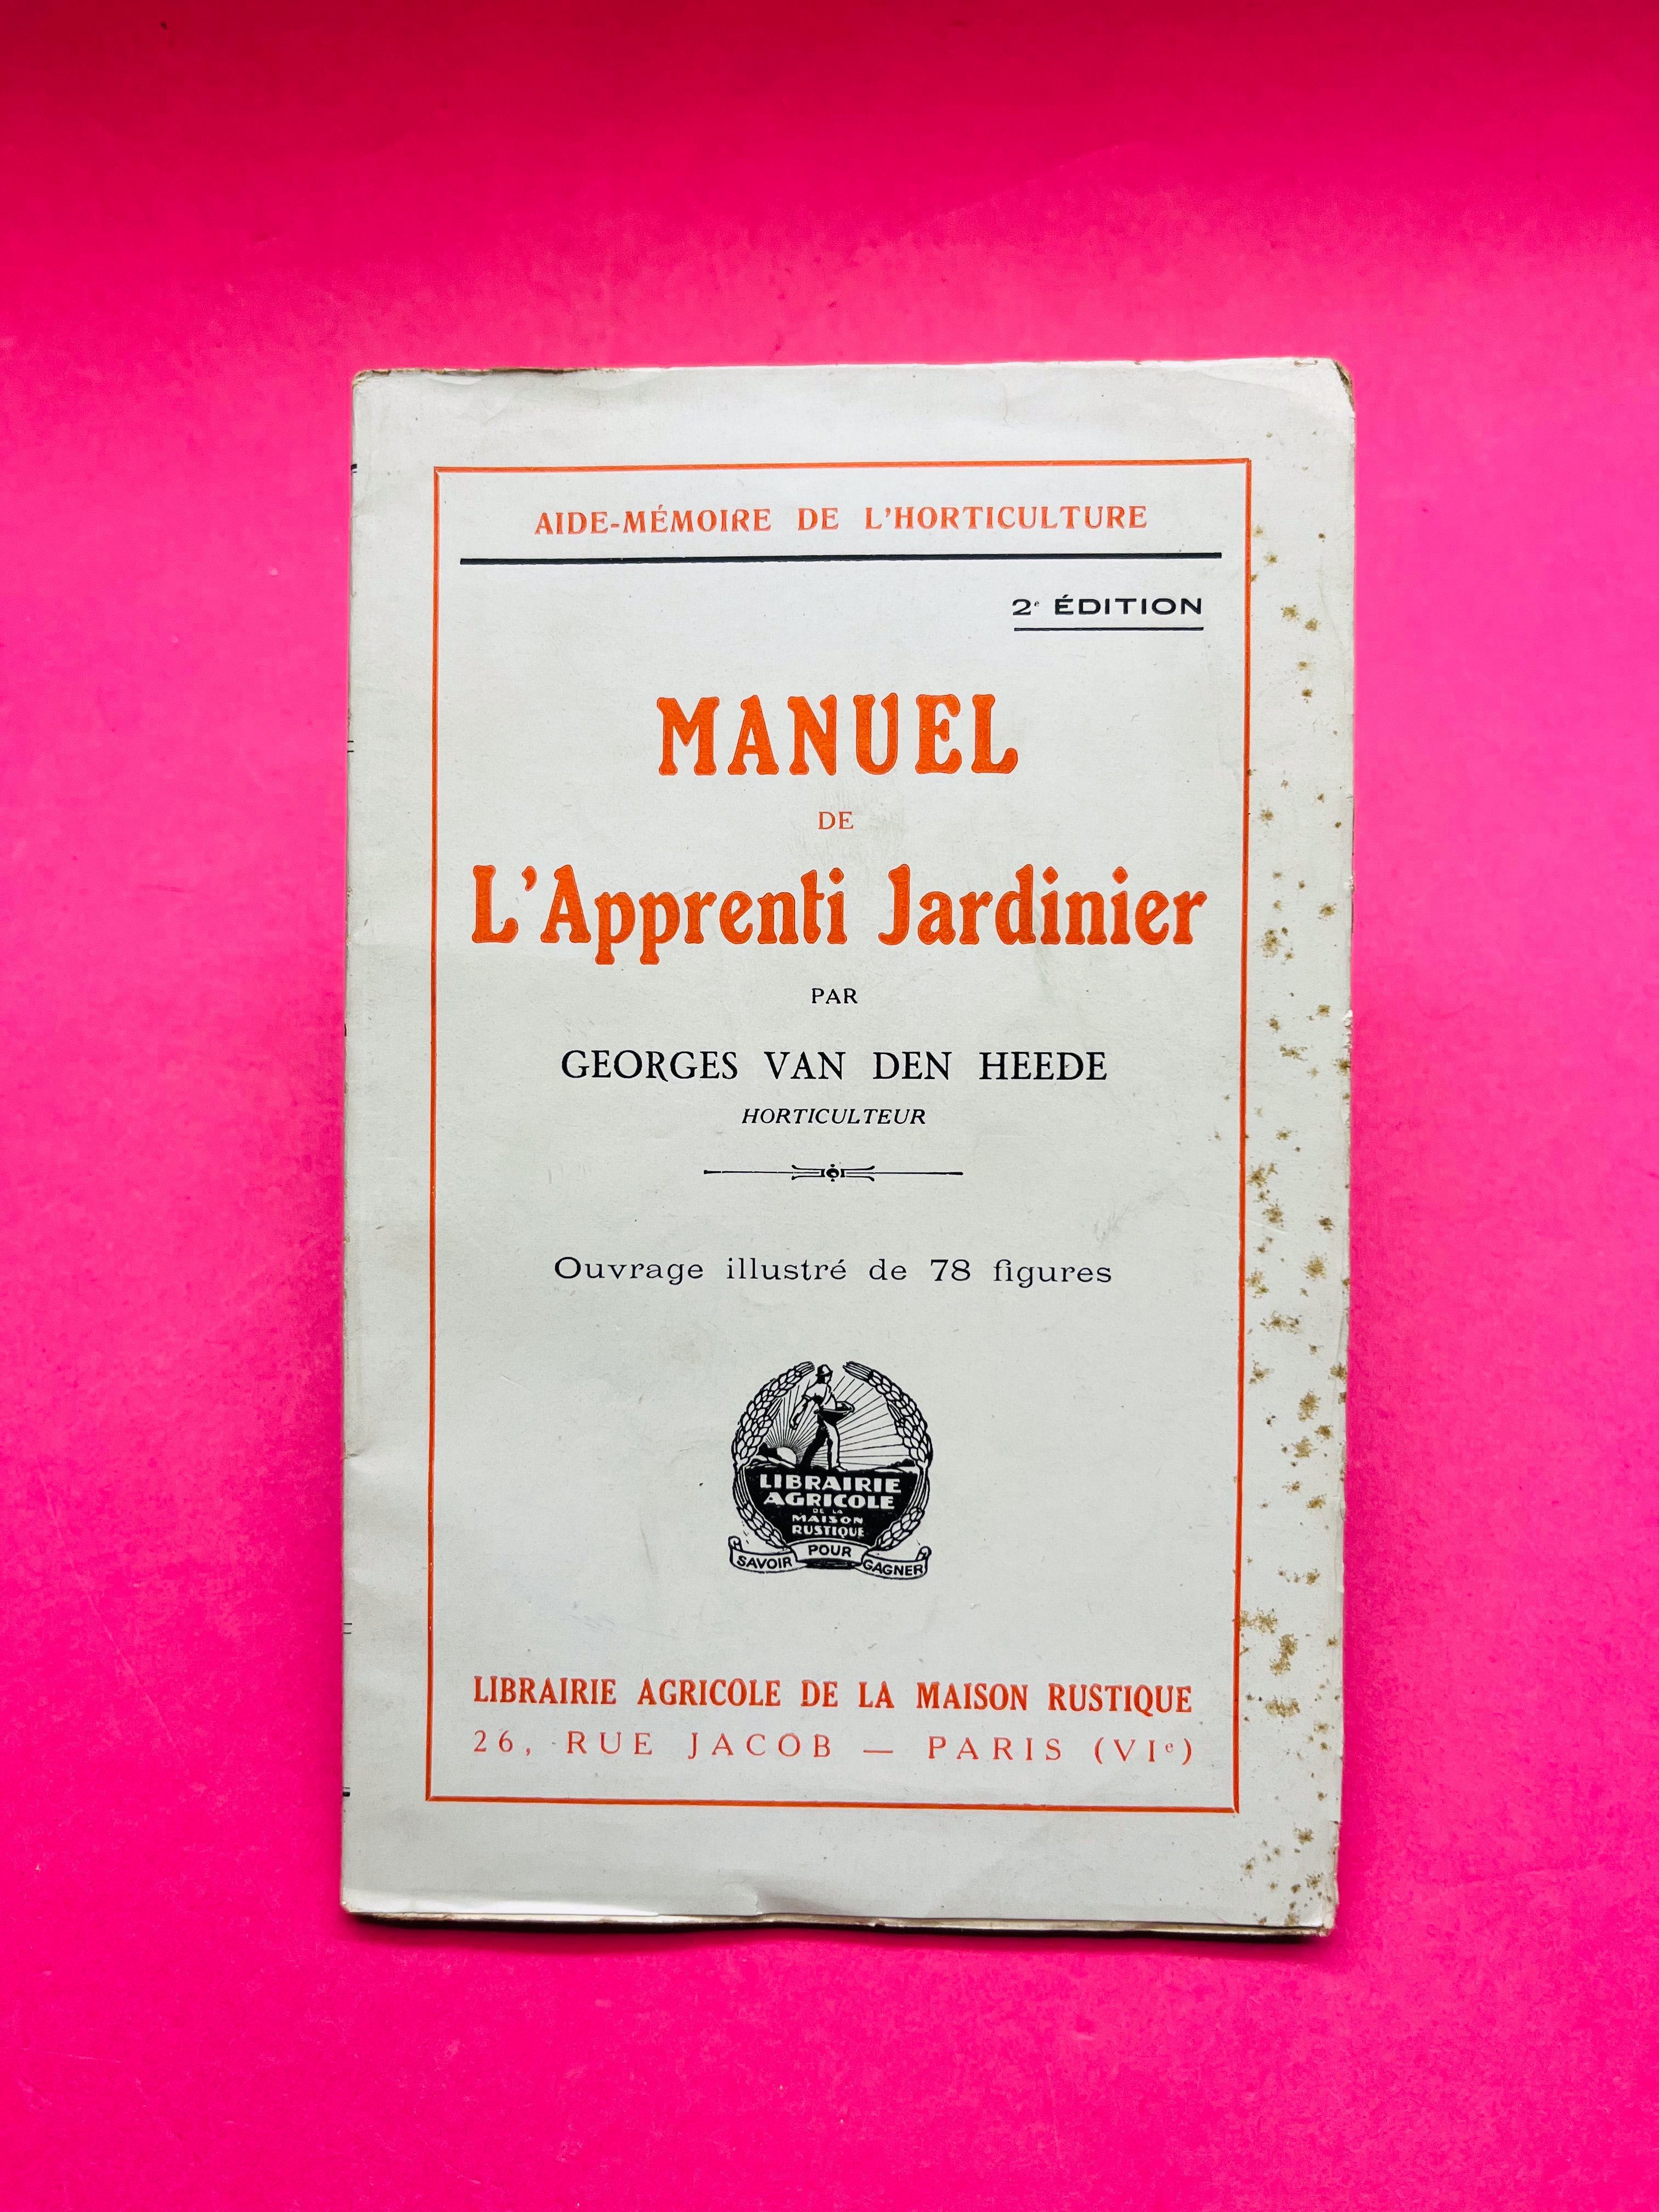 AIDE-MÉMOIRE DE L'HORTICULTURE
2e ÉDITION
MANUEL
DE
L'Apprenti Jardinier
PAR
GEORGES VAN DEN HEEDE
HORTICULTEUR
Ouvrage illustré de 78 figures
LIBRAIRIE
AGRICOLE
DE LA
MAISON
RUSTIQUE
SAVOIR POUR GAGNER
LIBRAIRIE AGRICOLE DE LA MAISON RUSTIQUE
26, RUE JACOB — PARIS (VIe)